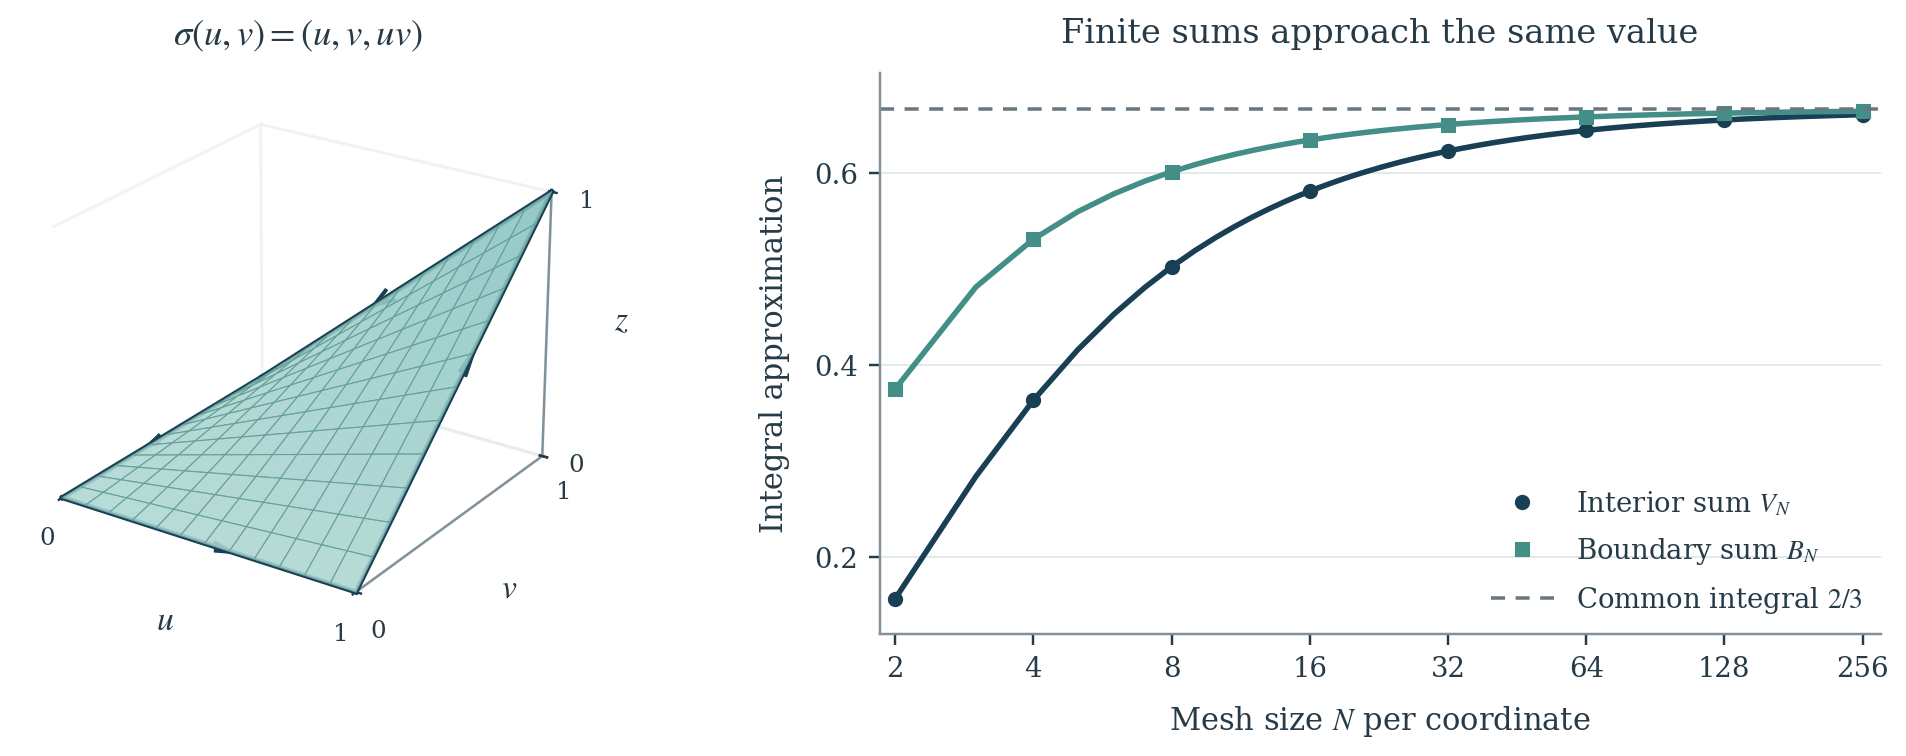 σ(u, v) = (u, v, uv)
1
z
0
1
0
v
u
1 0
Finite sums approach the same value
Integral approximation
0.6
0.4
0.2
Interior sum V_N
Boundary sum B_N
Common integral 2/3
2 4 8 16 32 64 128 256
Mesh size N per coordinate